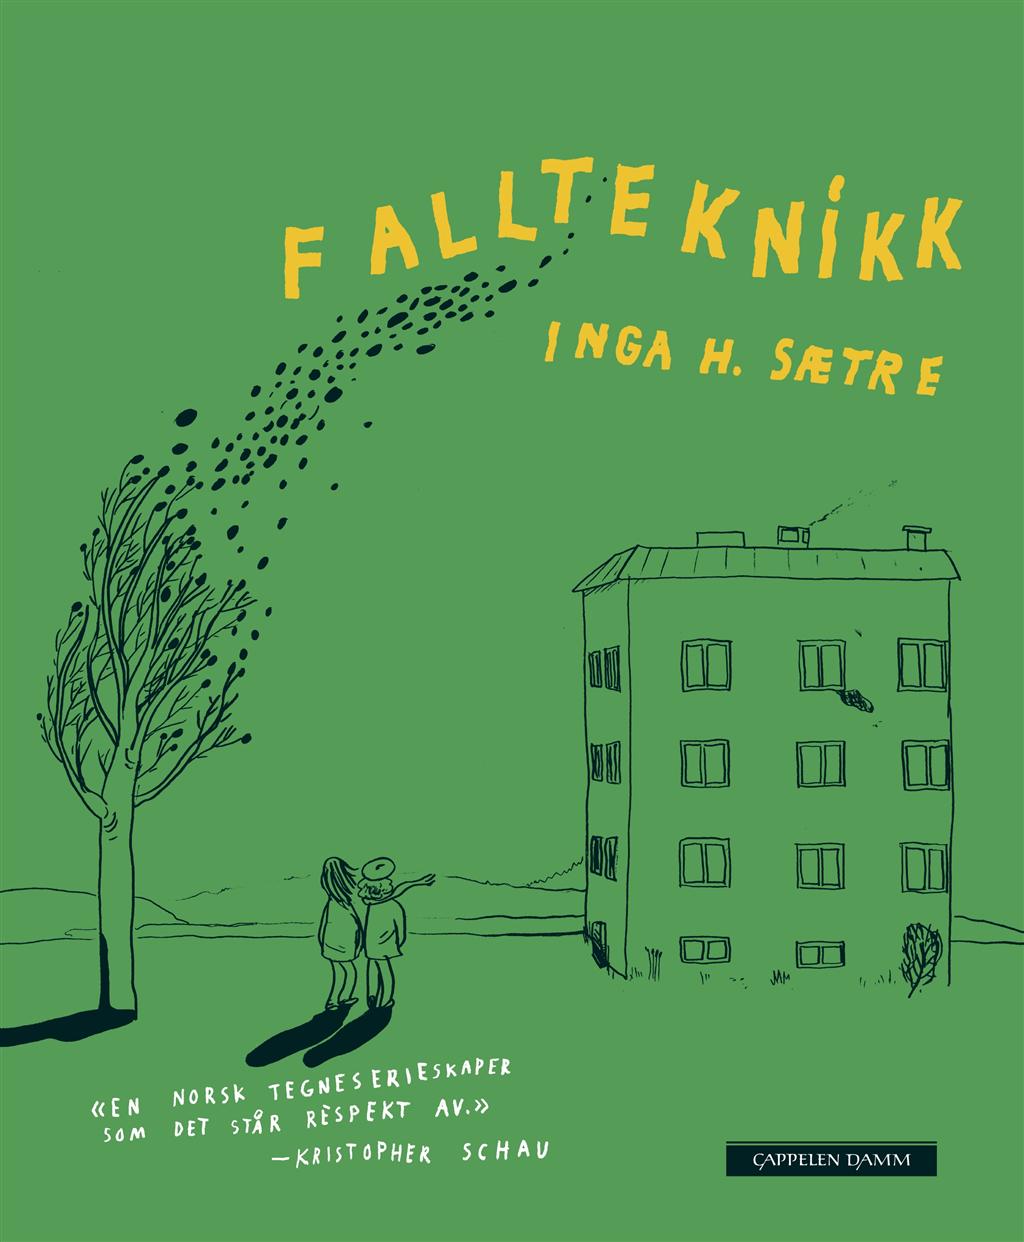 FALLTEKNIKK
INGA H. SÆTRE
«EN NORSK TEGNESERIESKAPER
SOM DET STÅR RESPEKT AV.»
—KRISTOPHER SCHAU
CAPPELEN DAMM